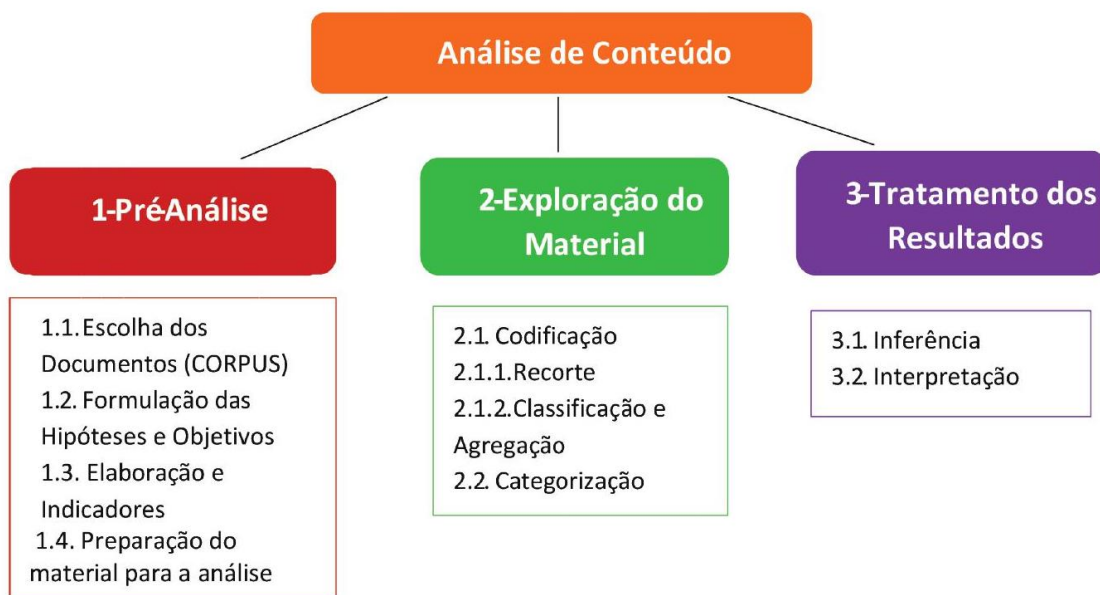 Análise de Conteúdo
1-Pré-Análise
1.1. Escolha dos
Documentos (CORPUS)
1.2. Formulação das
Hipóteses e Objetivos
1.3. Elaboração e
Indicadores
1.4. Preparação do
material para a análise
2-Exploração do
Material
2.1. Codificação
2.1.1.Recorte
2.1.2.Classificação e
Agregação
2.2. Categorização
3-Tratamento dos
Resultados
3.1. Inferência
3.2. Interpretação